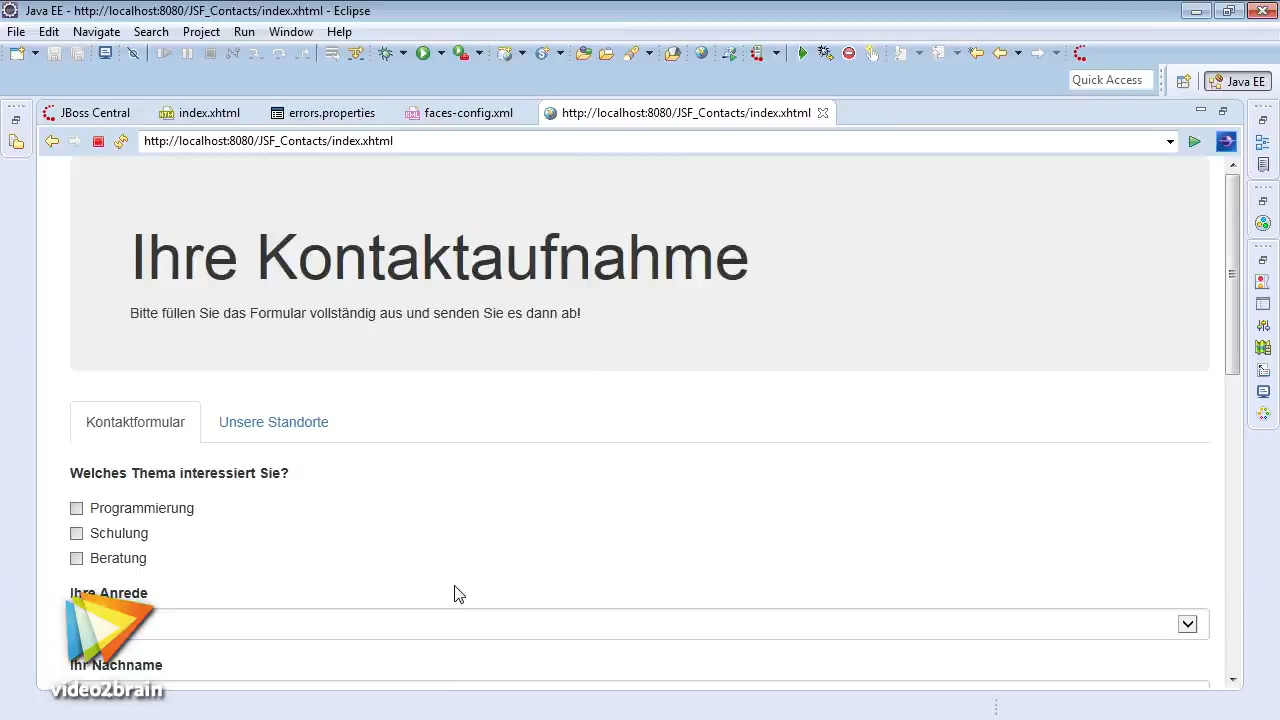 Java EE - http://localhost:8080/JSF_Contacts/index.xhtml - Eclipse
File Edit Navigate Search Project Run Window Help
Quick Access
Java EE
JBoss Central index.xhtml errors.properties faces-config.xml http://localhost:8080/JSF_Contacts/index.xhtml
http://localhost:8080/JSF_Contacts/index.xhtml
Ihre Kontaktaufnahme
Bitte füllen Sie das Formular vollständig aus und senden Sie es dann ab!
Kontaktformular Unsere Standorte
Welches Thema interessiert Sie?
Programmierung
Schulung
Beratung
Ihre Anrede
Ihr Nachname
video2brain